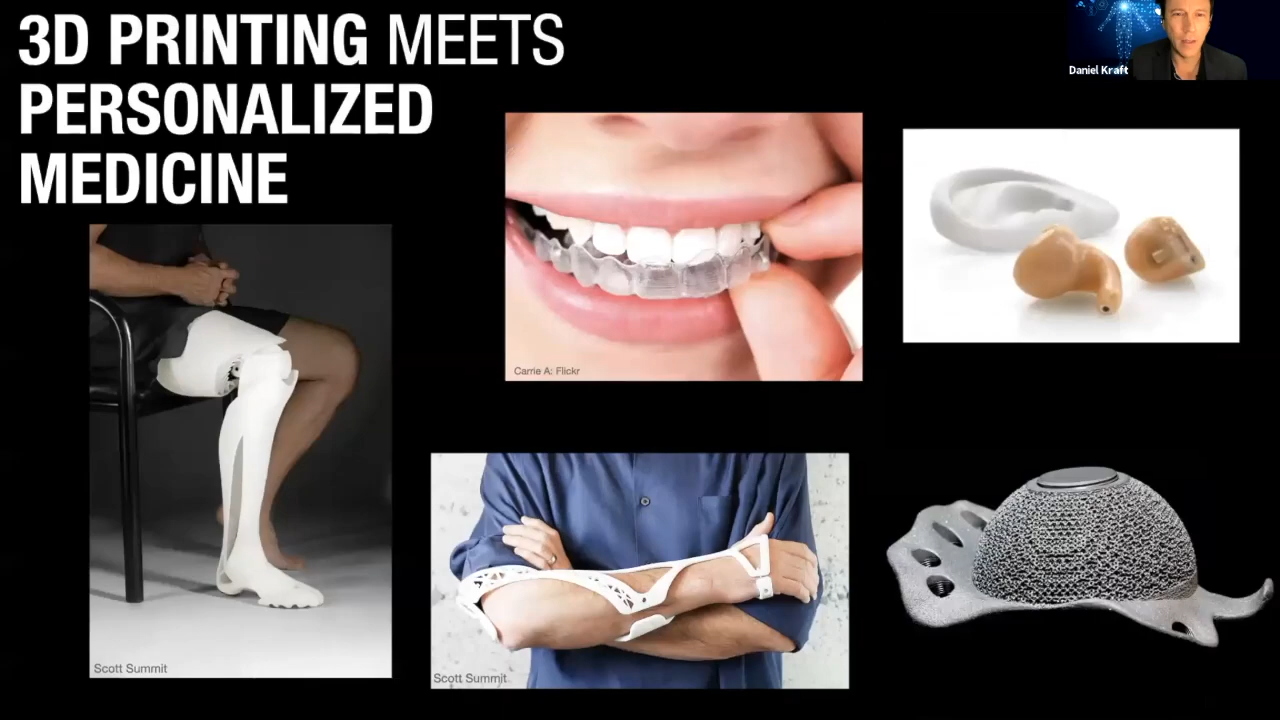 3D PRINTING MEETS
PERSONALIZED
MEDICINE
Daniel Kraft
Carrie A: Flickr
Scott Summit
Scott Summit